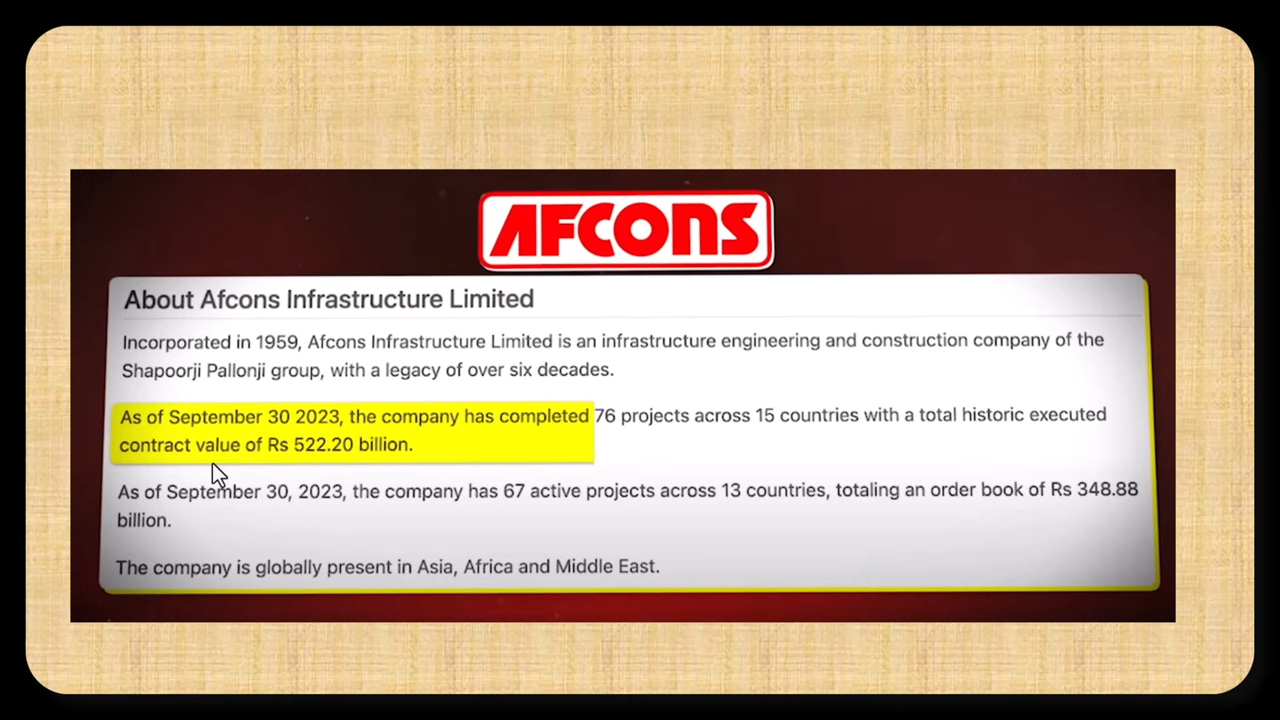 AFCONS
About Afcons Infrastructure Limited
Incorporated in 1959, Afcons Infrastructure Limited is an infrastructure engineering and construction company of the
Shapoorji Pallonji group, with a legacy of over six decades.
As of September 30 2023, the company has completed 76 projects across 15 countries with a total historic executed
contract value of Rs 522.20 billion.
As of September 30, 2023, the company has 67 active projects across 13 countries, totaling an order book of Rs 348.88
billion.
The company is globally present in Asia, Africa and Middle East.